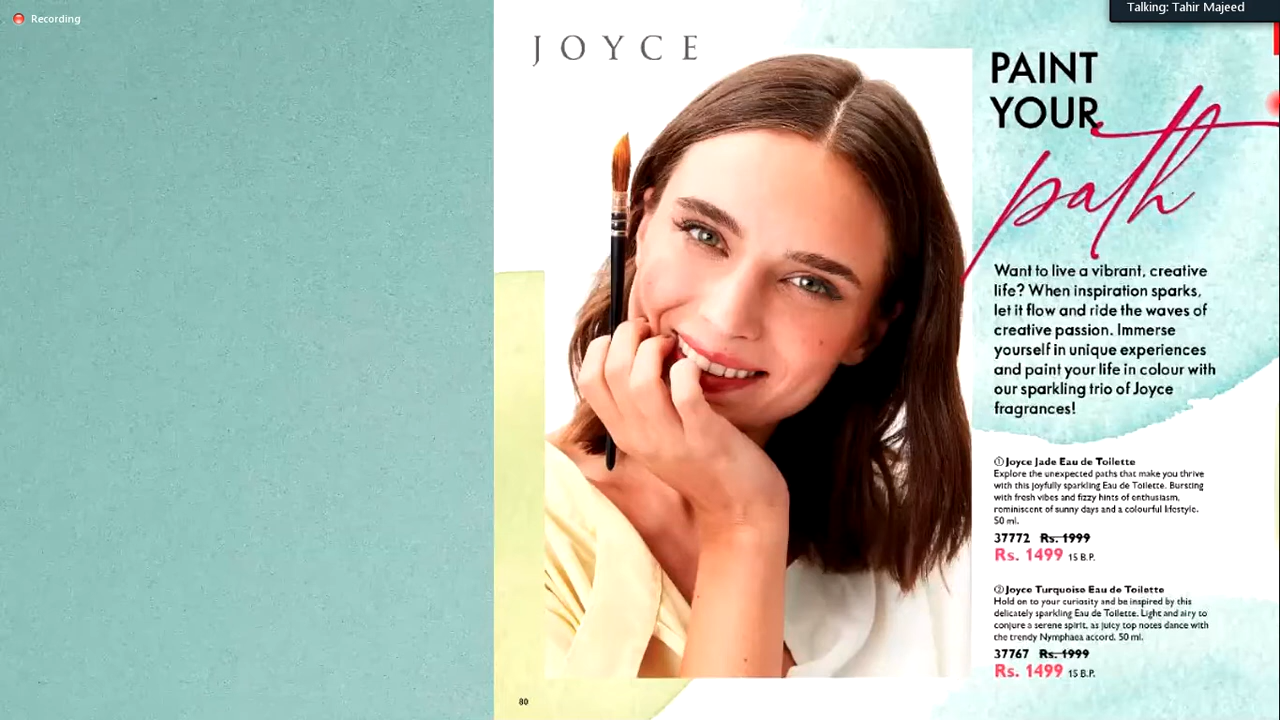 Recording
Talking: Tahir Majeed
JOYCE
PAINT
YOUR
path
Want to live a vibrant, creative
life? When inspiration sparks,
let it flow and ride the waves of
creative passion. Immerse
yourself in unique experiences
and paint your life in colour with
our sparkling trio of Joyce
fragrances!
①Joyce Jade Eau de Toilette
Explore the unexpected paths that make you thrive
with this joyfully sparkling Eau de Toilette. Bursting
with fresh vibes and fizzy hints of enthusiasm,
reminiscent of sunny days and a colourful lifestyle.
50 ml.
37772 Rs. 1999
Rs. 1499 15 B.P.
②Joyce Turquoise Eau de Toilette
Hold on to your curiosity and be inspired by this
delicately sparkling Eau de Toilette. Light and airy to
conjure a serene spirit, as juicy top notes dance with
the trendy Nymphaea accord. 50 ml.
37767 Rs. 1999
Rs. 1499 15 B.P.
80